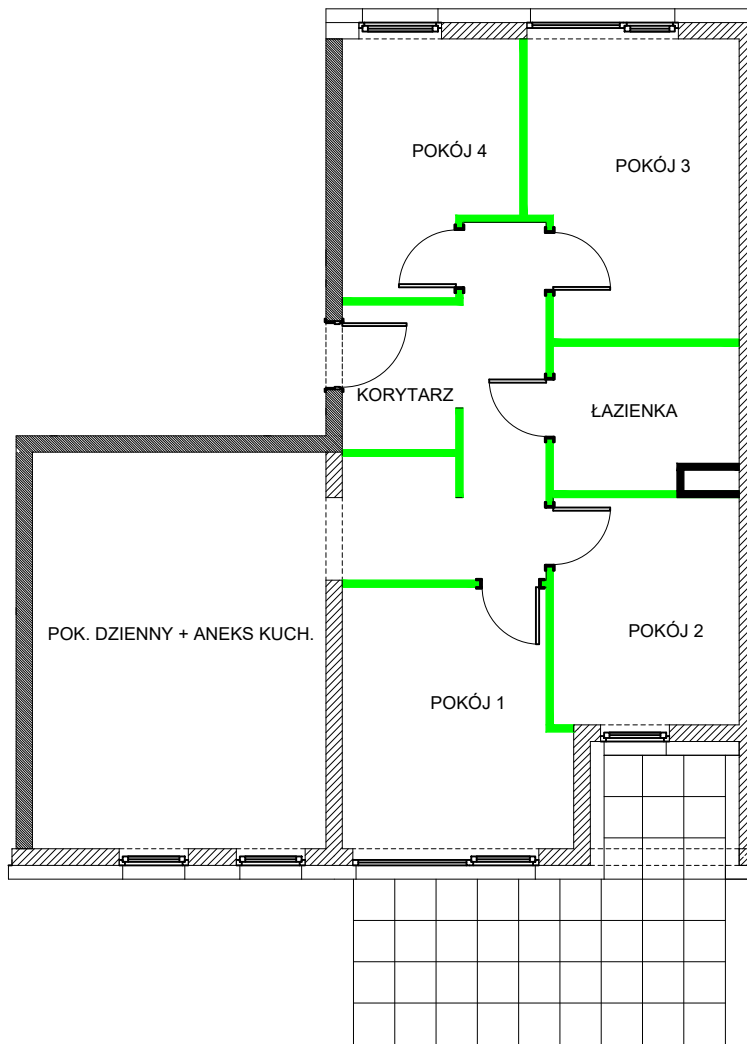 POKÓJ 4
POKÓJ 3
KORYTARZ
ŁAZIENKA
POK. DZIENNY + ANEKS KUCH.
POKÓJ 2
POKÓJ 1